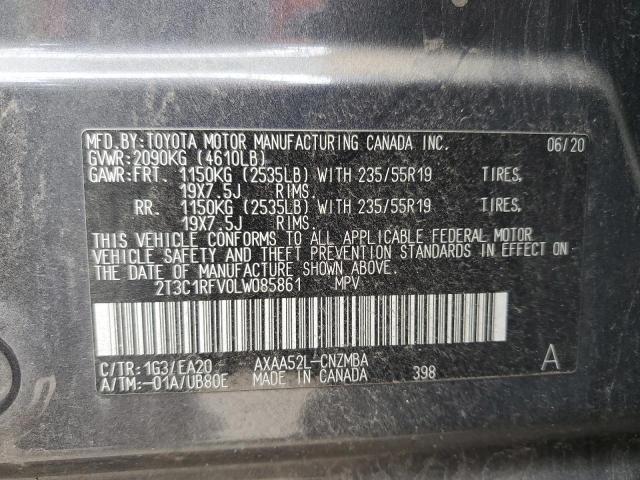 MFD.BY:TOYOTA MOTOR MANUFACTURING CANADA INC. 06/20
GVWR:2090KG (4610LB)
GAWR:FRT. 1150KG (2535LB) WITH 235/55R19 TIRES,
19X7.5J RIMS.
RR. 1150KG (2535LB) WITH 235/55R19 TIRES,
19X7.5J RIMS.
THIS VEHICLE CONFORMS TO ALL APPLICABLE FEDERAL MOTOR
VEHICLE SAFETY AND THEFT PREVENTION STANDARDS IN EFFECT ON
THE DATE OF MANUFACTURE SHOWN ABOVE.
2T3C1RFV0LW085861 MPV
C/TR:1G3/EA20 AXAA52L-CNZMBA A
A/TM:-01A/UB80E MADE IN CANADA 398